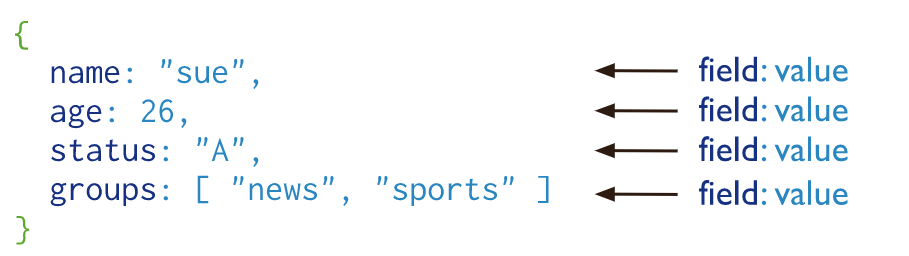 {
name: "sue", field: value
age: 26, field: value
status: "A", field: value
groups: [ "news", "sports" ] field: value
}